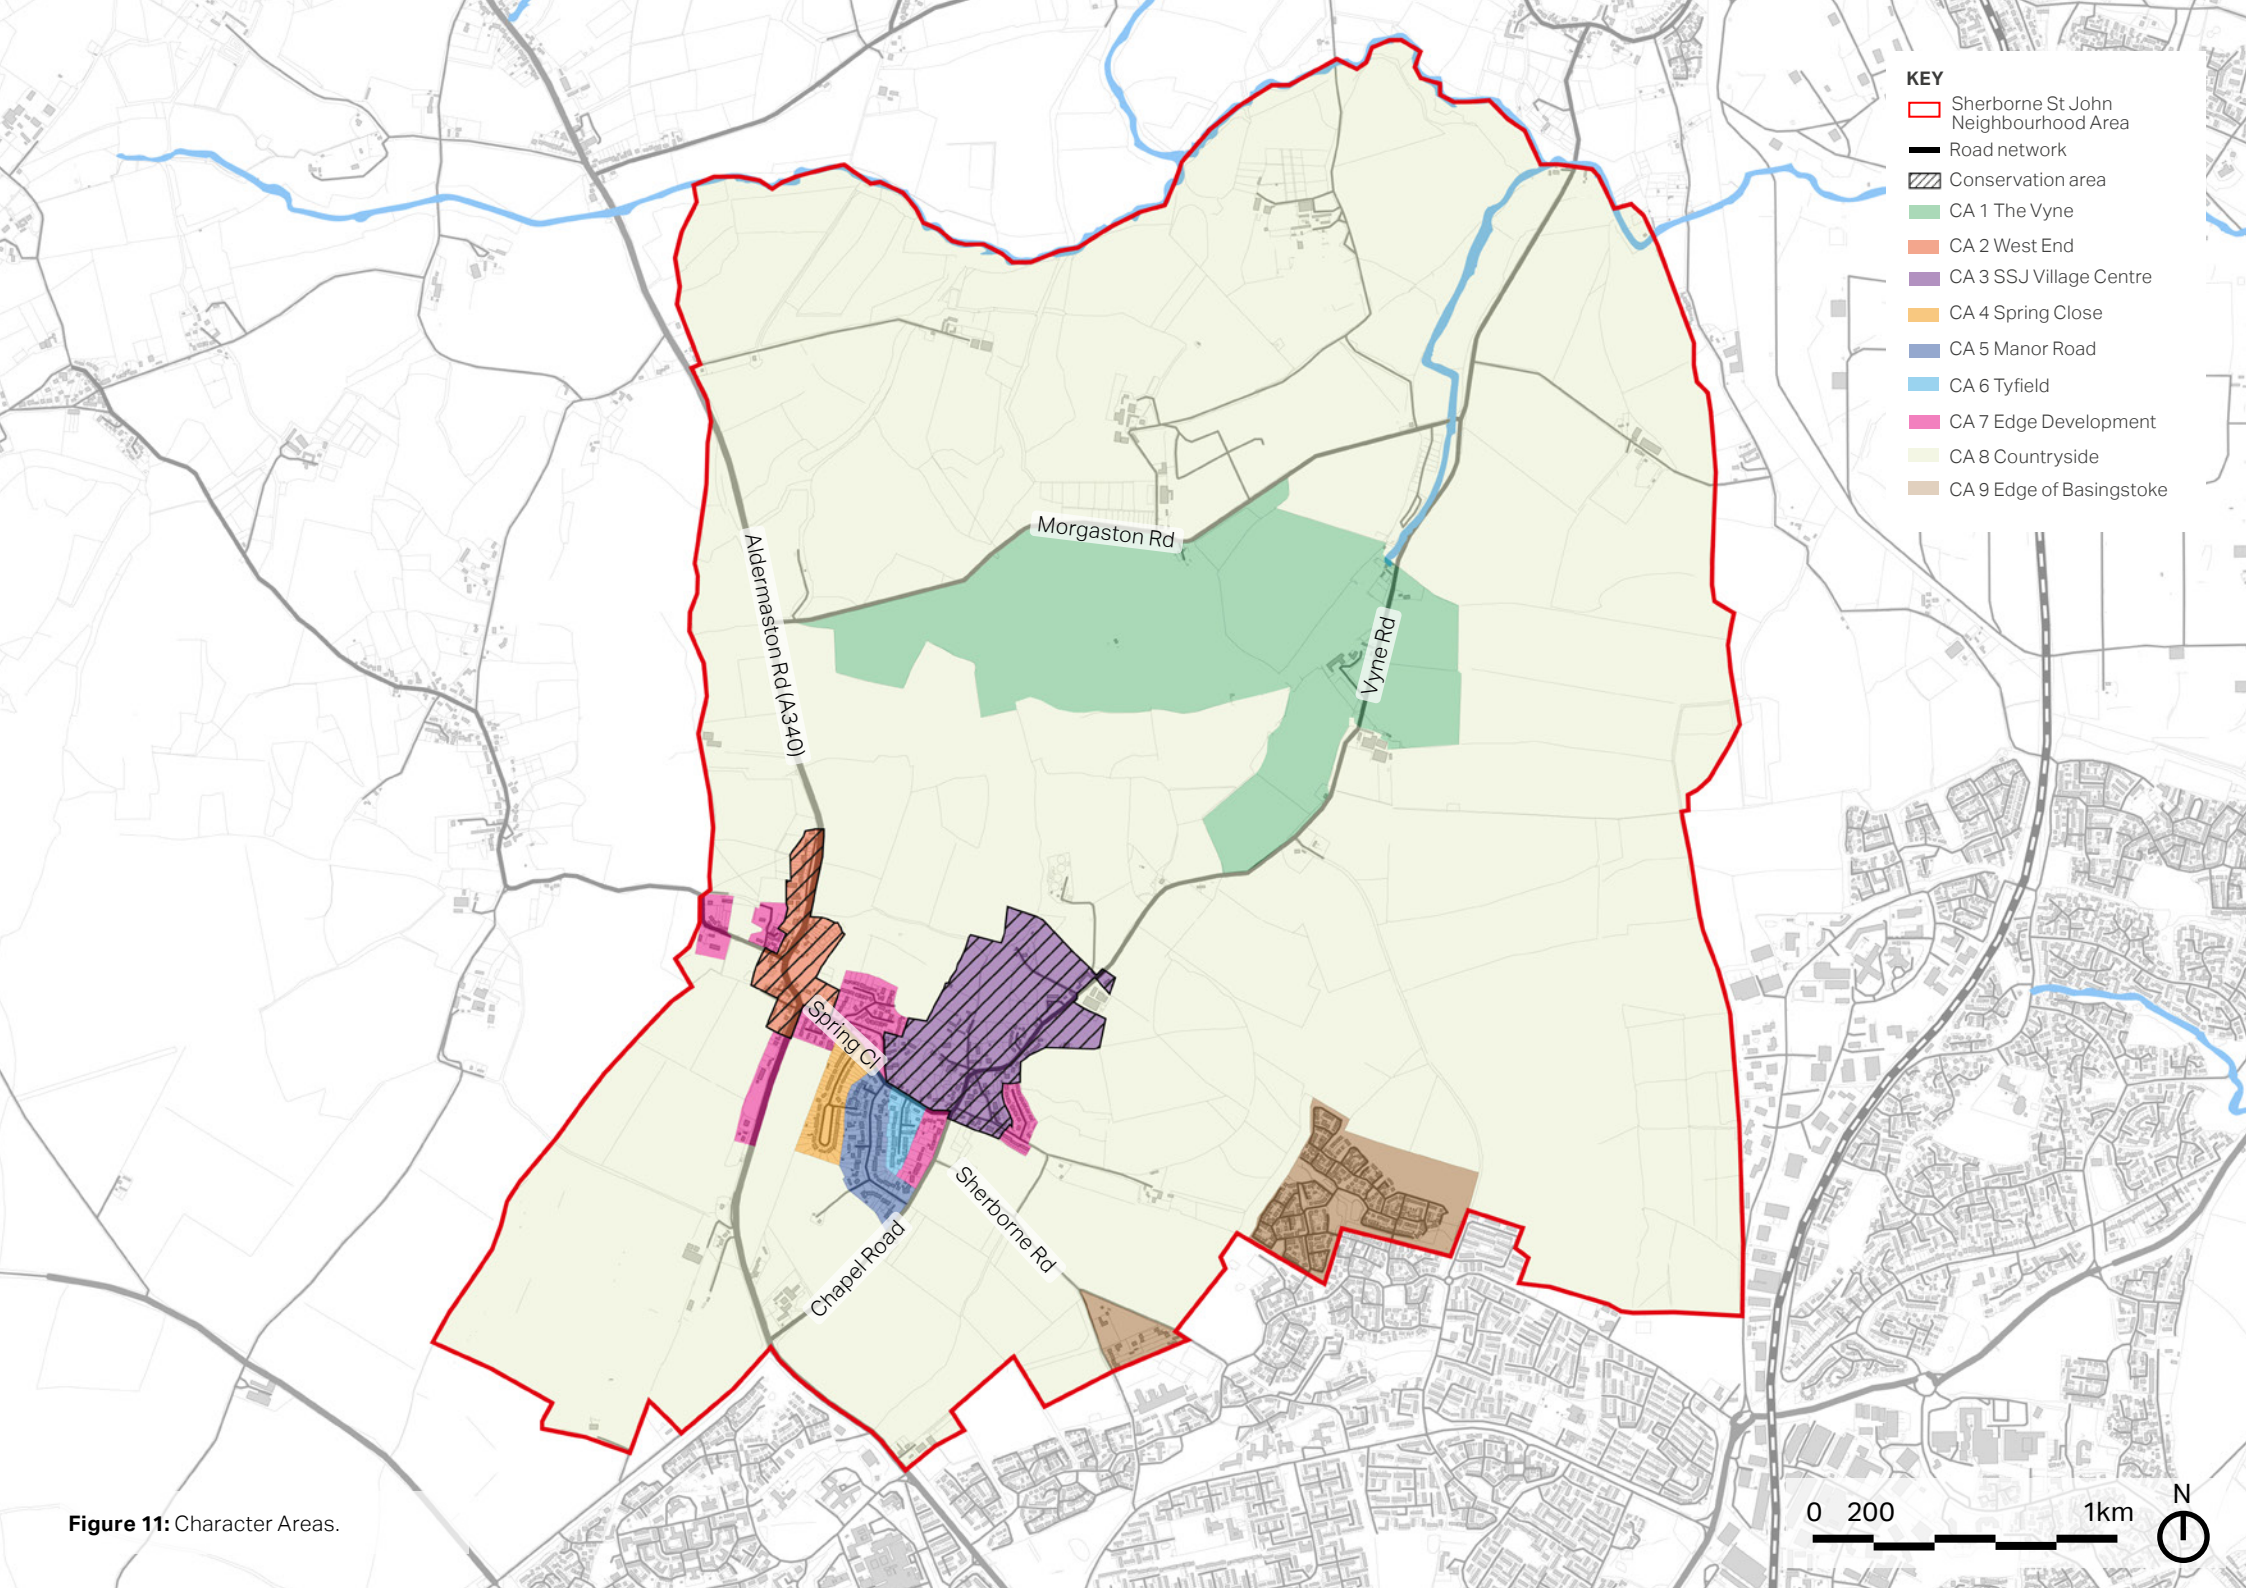 KEY
Sherborne St John
Neighbourhood Area
Road network
Conservation area
CA 1 The Vyne
CA 2 West End
CA 3 SSJ Village Centre
CA 4 Spring Close
CA 5 Manor Road
CA 6 Tyfield
CA 7 Edge Development
CA 8 Countryside
CA 9 Edge of Basingstoke
Morgaston Rd
Aldermaston Rd (A340)
Vyne Rd
Spring Cl
Sherborne Rd
Chapel Road
Figure 11: Character Areas.
0 200 1km
N